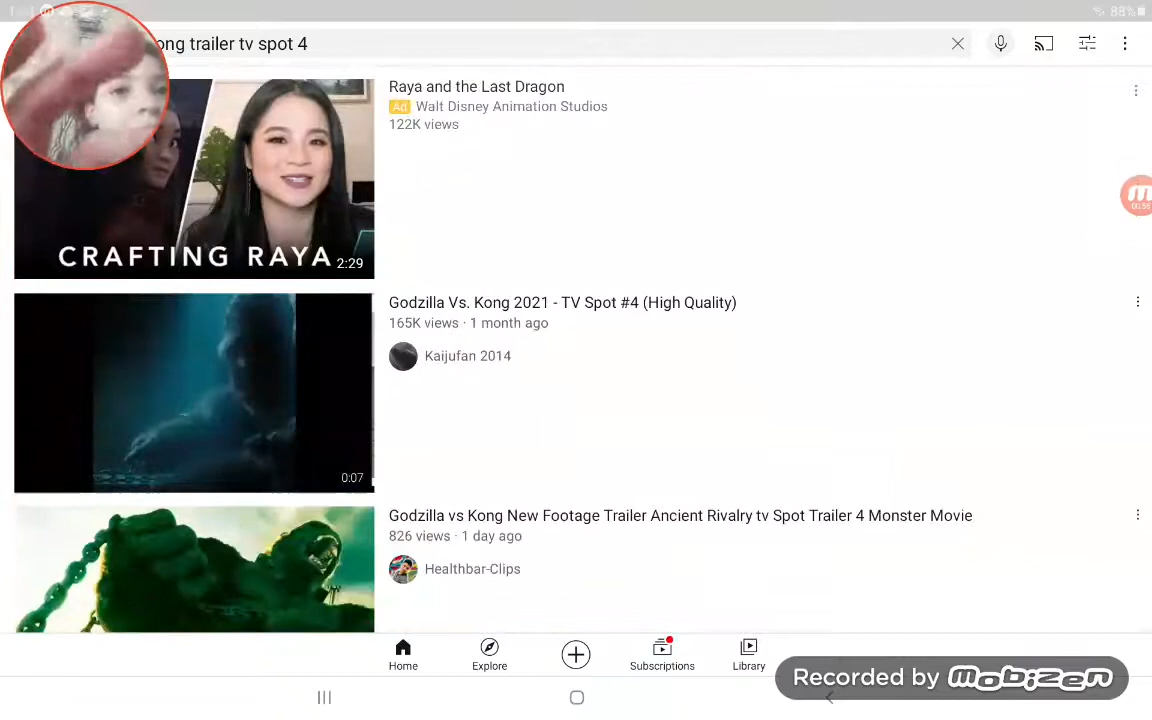 88%
ong trailer tv spot 4
Raya and the Last Dragon
Ad Walt Disney Animation Studios
122K views
CRAFTING RAYA
2:29
00:56
Godzilla Vs. Kong 2021 - TV Spot #4 (High Quality)
165K views · 1 month ago
Kaijufan 2014
0:07
Godzilla vs Kong New Footage Trailer Ancient Rivalry tv Spot Trailer 4 Monster Movie
826 views · 1 day ago
Healthbar-Clips
Home
Explore
Subscriptions
Library
Recorded by mobizen